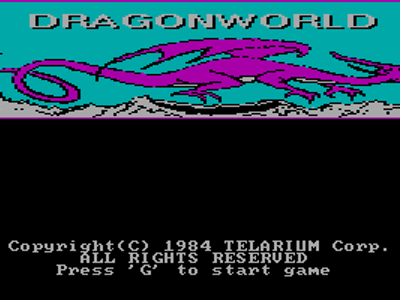 DRAGONWORLD
Copyright(C) 1984 TELARIUM Corp.
ALL RIGHTS RESERVED
Press 'G' to start game